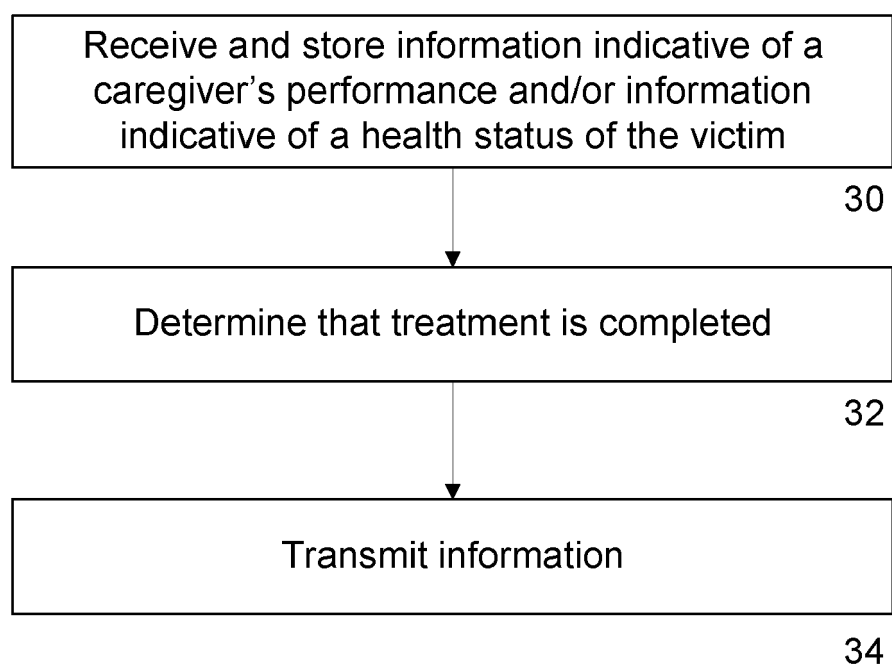 Receive and store information indicative of a
caregiver’s performance and/or information
indicative of a health status of the victim
30
Determine that treatment is completed
32
Transmit information
34